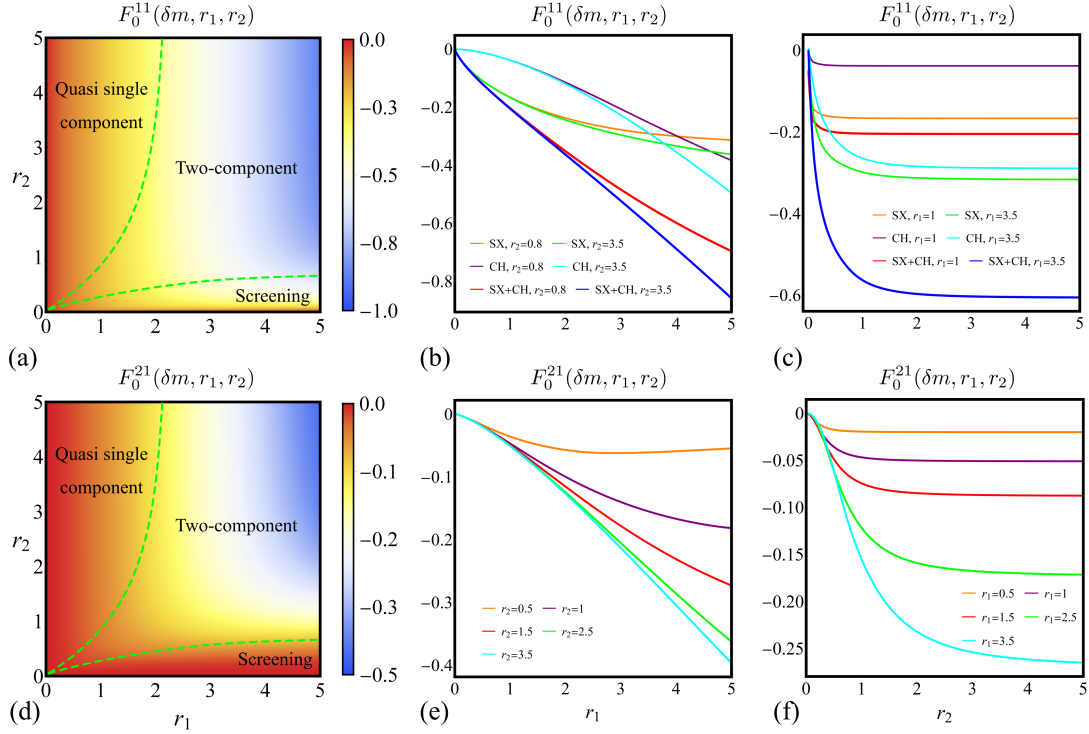 F_0^{11}(δm, r_1, r_2)
5
4
3
2
1
0
r_2
0 1 2 3 4 5
Quasi single
component
Two-component
Screening
0.0
−0.3
−0.5
−0.8
−1.0
(a)
F_0^{11}(δm, r_1, r_2)
0
−0.2
−0.4
−0.6
−0.8
0 1 2 3 4 5
SX, r_2=0.8 SX, r_2=3.5
CH, r_2=0.8 CH, r_2=3.5
SX+CH, r_2=0.8 SX+CH, r_2=3.5
(b)
F_0^{11}(δm, r_1, r_2)
0
−0.2
−0.4
−0.6
0 1 2 3 4 5
SX, r_1=1 SX, r_1=3.5
CH, r_1=1 CH, r_1=3.5
SX+CH, r_1=1 SX+CH, r_1=3.5
(c)
F_0^{21}(δm, r_1, r_2)
5
4
3
2
1
0
r_2
0 1 2 3 4 5
r_1
Quasi single
component
Two-component
Screening
0.0
−0.1
−0.2
−0.3
−0.5
(d)
F_0^{21}(δm, r_1, r_2)
0
−0.1
−0.2
−0.3
−0.4
0 1 2 3 4 5
r_1
r_2=0.5 r_2=1
r_2=1.5 r_2=2.5
r_2=3.5
(e)
F_0^{21}(δm, r_1, r_2)
0
−0.05
−0.10
−0.15
−0.20
−0.25
0 1 2 3 4 5
r_2
r_1=0.5 r_1=1
r_1=1.5 r_1=2.5
r_1=3.5
(f)